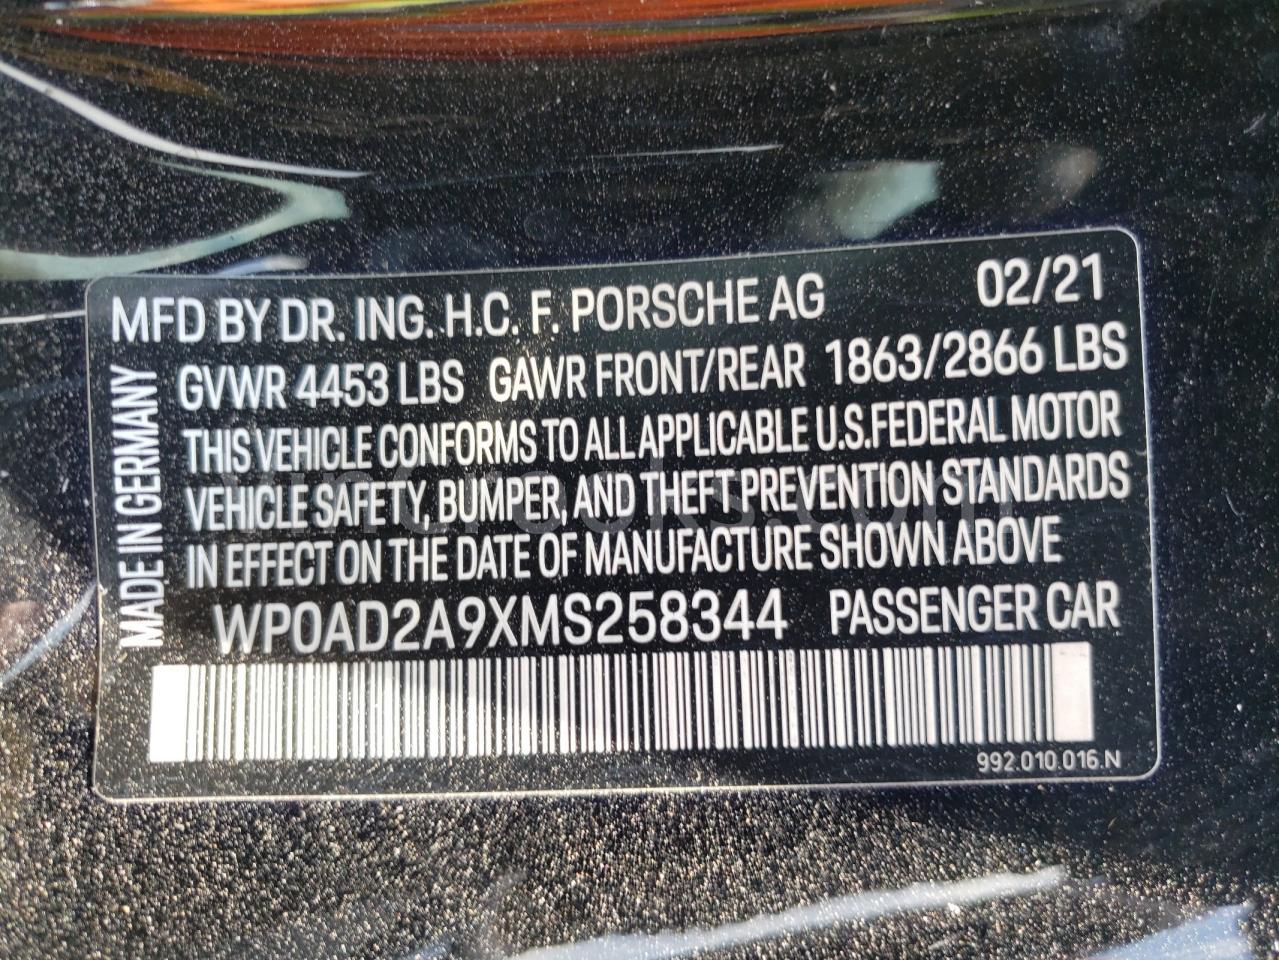 MFD BY DR. ING. H.C. F. PORSCHE AG 02/21
GVWR 4453 LBS GAWR FRONT/REAR 1863/2866 LBS
THIS VEHICLE CONFORMS TO ALL APPLICABLE U.S.FEDERAL MOTOR
VEHICLE SAFETY, BUMPER, AND THEFT PREVENTION STANDARDS
IN EFFECT ON THE DATE OF MANUFACTURE SHOWN ABOVE
WP0AD2A9XMS258344 PASSENGER CAR
MADE IN GERMANY
992.010.016.N